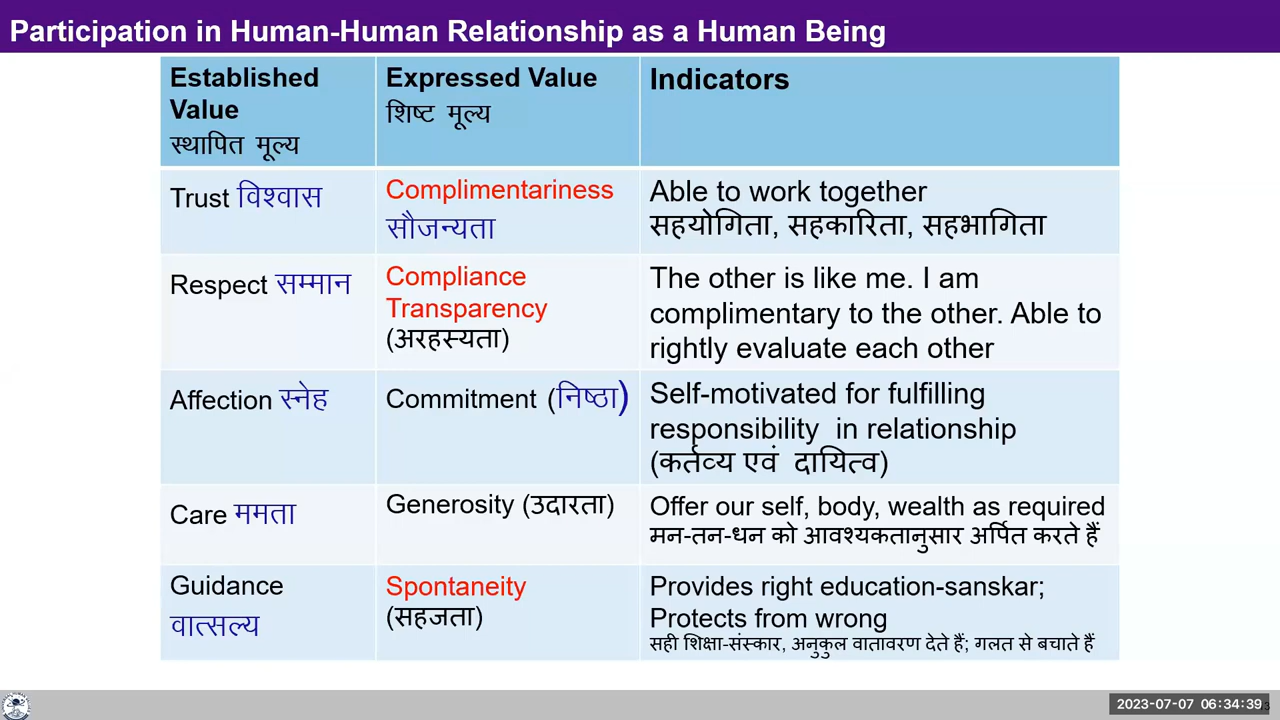 Participation in Human-Human Relationship as a Human Being
Established
Value
स्थापित मूल्य
Expressed Value
शिष्ट मूल्य
Indicators
Trust विश्वास
Complimentariness
सौजन्यता
Able to work together
सहयोगिता, सहकारिता, सहभागिता
Respect सम्मान
Compliance
Transparency
(अरहस्यता)
The other is like me. I am
complimentary to the other. Able to
rightly evaluate each other
Affection स्नेह
Commitment (निष्ठा)
Self-motivated for fulfilling
responsibility in relationship
(कर्तव्य एवं दायित्व)
Care ममता
Generosity (उदारता)
Offer our self, body, wealth as required
मन-तन-धन को आवश्यकतानुसार अर्पित करते हैं
Guidance
वात्सल्य
Spontaneity
(सहजता)
Provides right education-sanskar;
Protects from wrong
सही शिक्षा-संस्कार, अनुकुल वातावरण देते हैं; गलत से बचाते हैं
2023-07-07 06:34:39